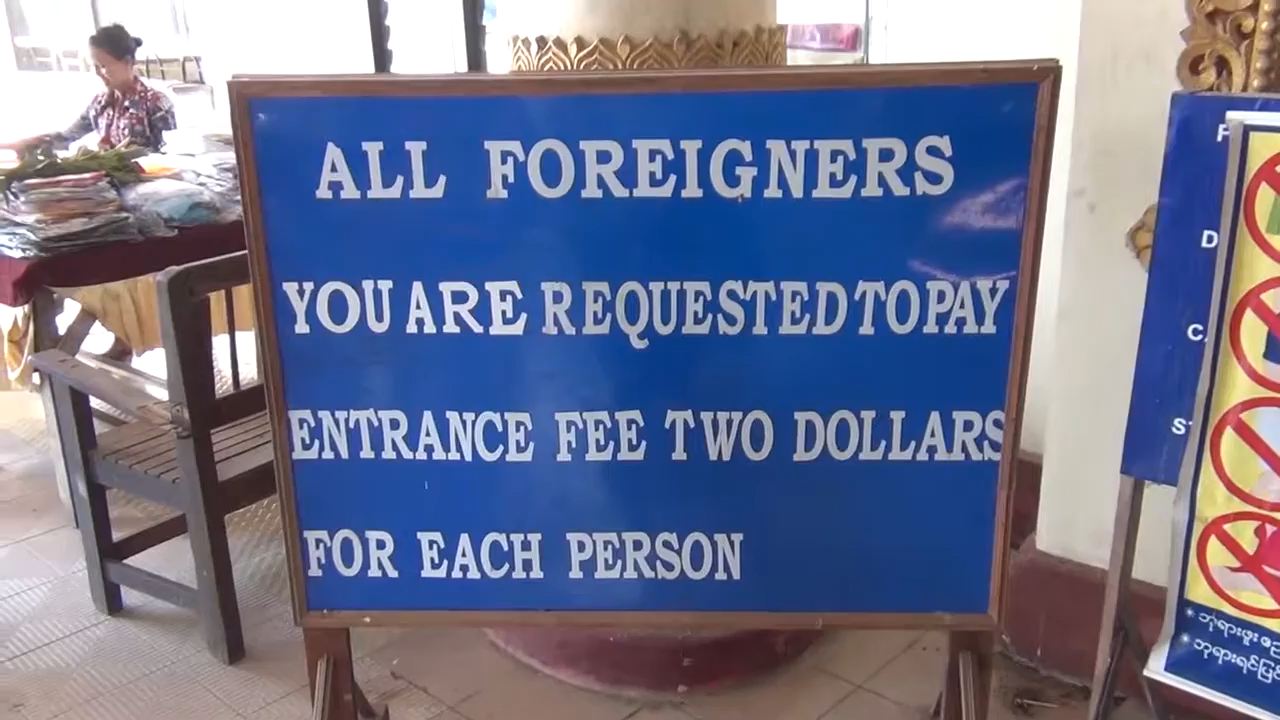 ALL FOREIGNERS
YOU ARE REQUESTED TO PAY
ENTRANCE FEE TWO DOLLARS
FOR EACH PERSON